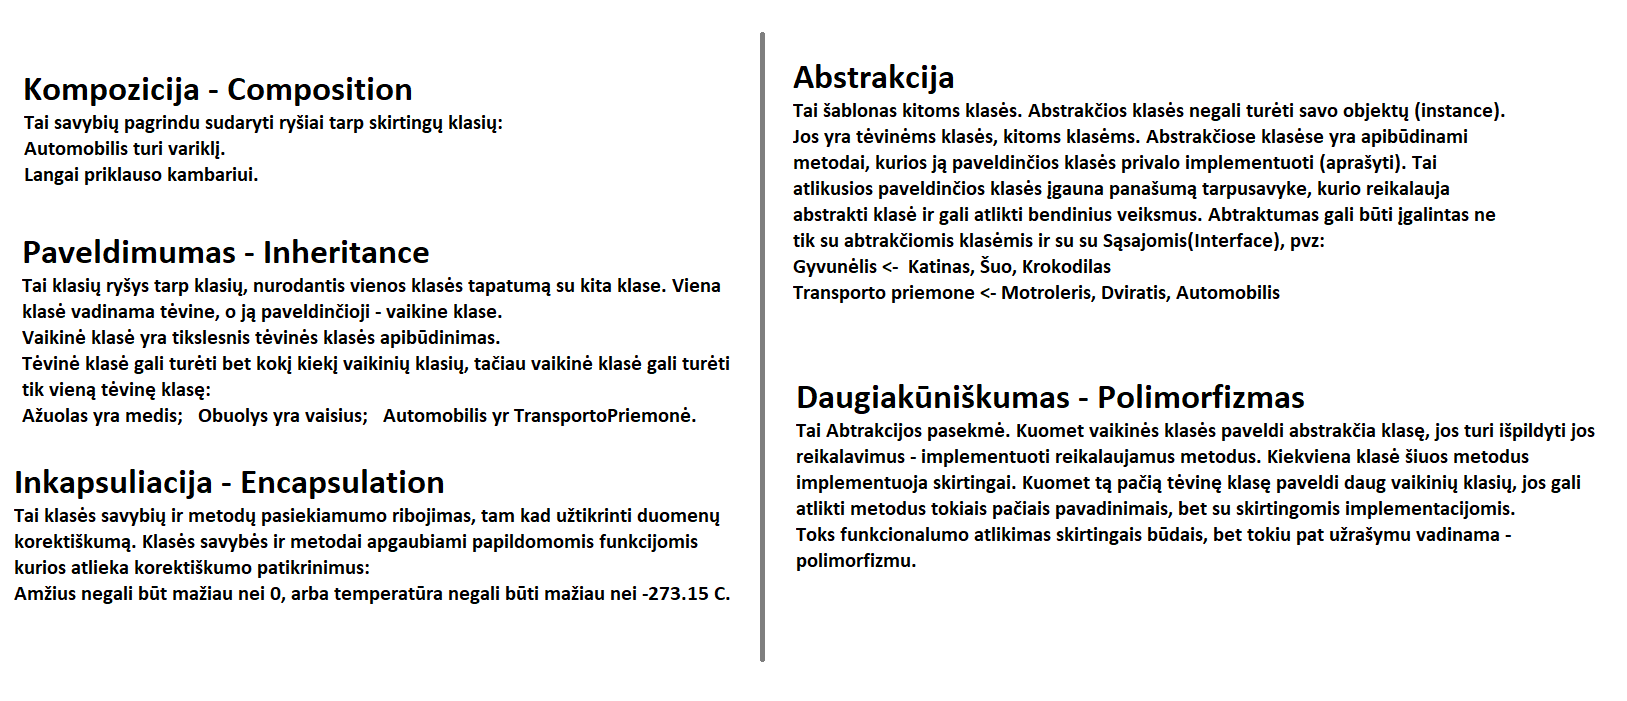 Kompozicija - Composition
Tai savybių pagrindu sudaryti ryšiai tarp skirtingų klasių:
Automobilis turi variklį.
Langai priklauso kambariui.
Paveldimumas - Inheritance
Tai klasių ryšys tarp klasių, nurodantis vienos klasės tapatumą su kita klase. Viena
klasė vadinama tėvine, o ją paveldinčioji - vaikine klase.
Vaikinė klasė yra tikslesnis tėvinės klasės apibūdinimas.
Tėvinė klasė gali turėti bet kokį kiekį vaikinių klasių, tačiau vaikinė klasė gali turėti
tik vieną tėvinę klasę:
Ažuolas yra medis;   Obuolys yra vaisius;   Automobilis yr TransportoPriemonė.
Inkapsuliacija - Encapsulation
Tai klasės savybių ir metodų pasiekiamumo ribojimas, tam kad užtikrinti duomenų
korektiškumą. Klasės savybės ir metodai apgaubiami papildomomis funkcijomis
kurios atlieka korektiškumo patikrinimus:
Amžius negali būt mažiau nei 0, arba temperatūra negali būti mažiau nei -273.15 C.
Abstrakcija
Tai šablonas kitoms klasės. Abstrakčios klasės negali turėti savo objektų (instance).
Jos yra tėvinėms klasės, kitoms klasėms. Abstrakčiose klasėse yra apibūdinami
metodai, kurios ją paveldinčios klasės privalo implementuoti (aprašyti). Tai
atlikusios paveldinčios klasės įgauna panašumą tarpusavyke, kurio reikalauja
abstrakti klasė ir gali atlikti bendinius veiksmus. Abtraktumas gali būti įgalintas ne
tik su abtrakčiomis klasėmis ir su su Sąsajomis(Interface), pvz:
Gyvunėlis <-  Katinas, Šuo, Krokodilas
Transporto priemone <- Motroleris, Dviratis, Automobilis
Daugiakūniškumas - Polimorfizmas
Tai Abtrakcijos pasekmė. Kuomet vaikinės klasės paveldi abstrakčia klasę, jos turi išpildyti jos
reikalavimus - implementuoti reikalaujamus metodus. Kiekviena klasė šiuos metodus
implementuoja skirtingai. Kuomet tą pačią tėvinę klasę paveldi daug vaikinių klasių, jos gali
atlikti metodus tokiais pačiais pavadinimais, bet su skirtingomis implementacijomis.
Toks funkcionalumo atlikimas skirtingais būdais, bet tokiu pat užrašymu vadinama -
polimorfizmu.